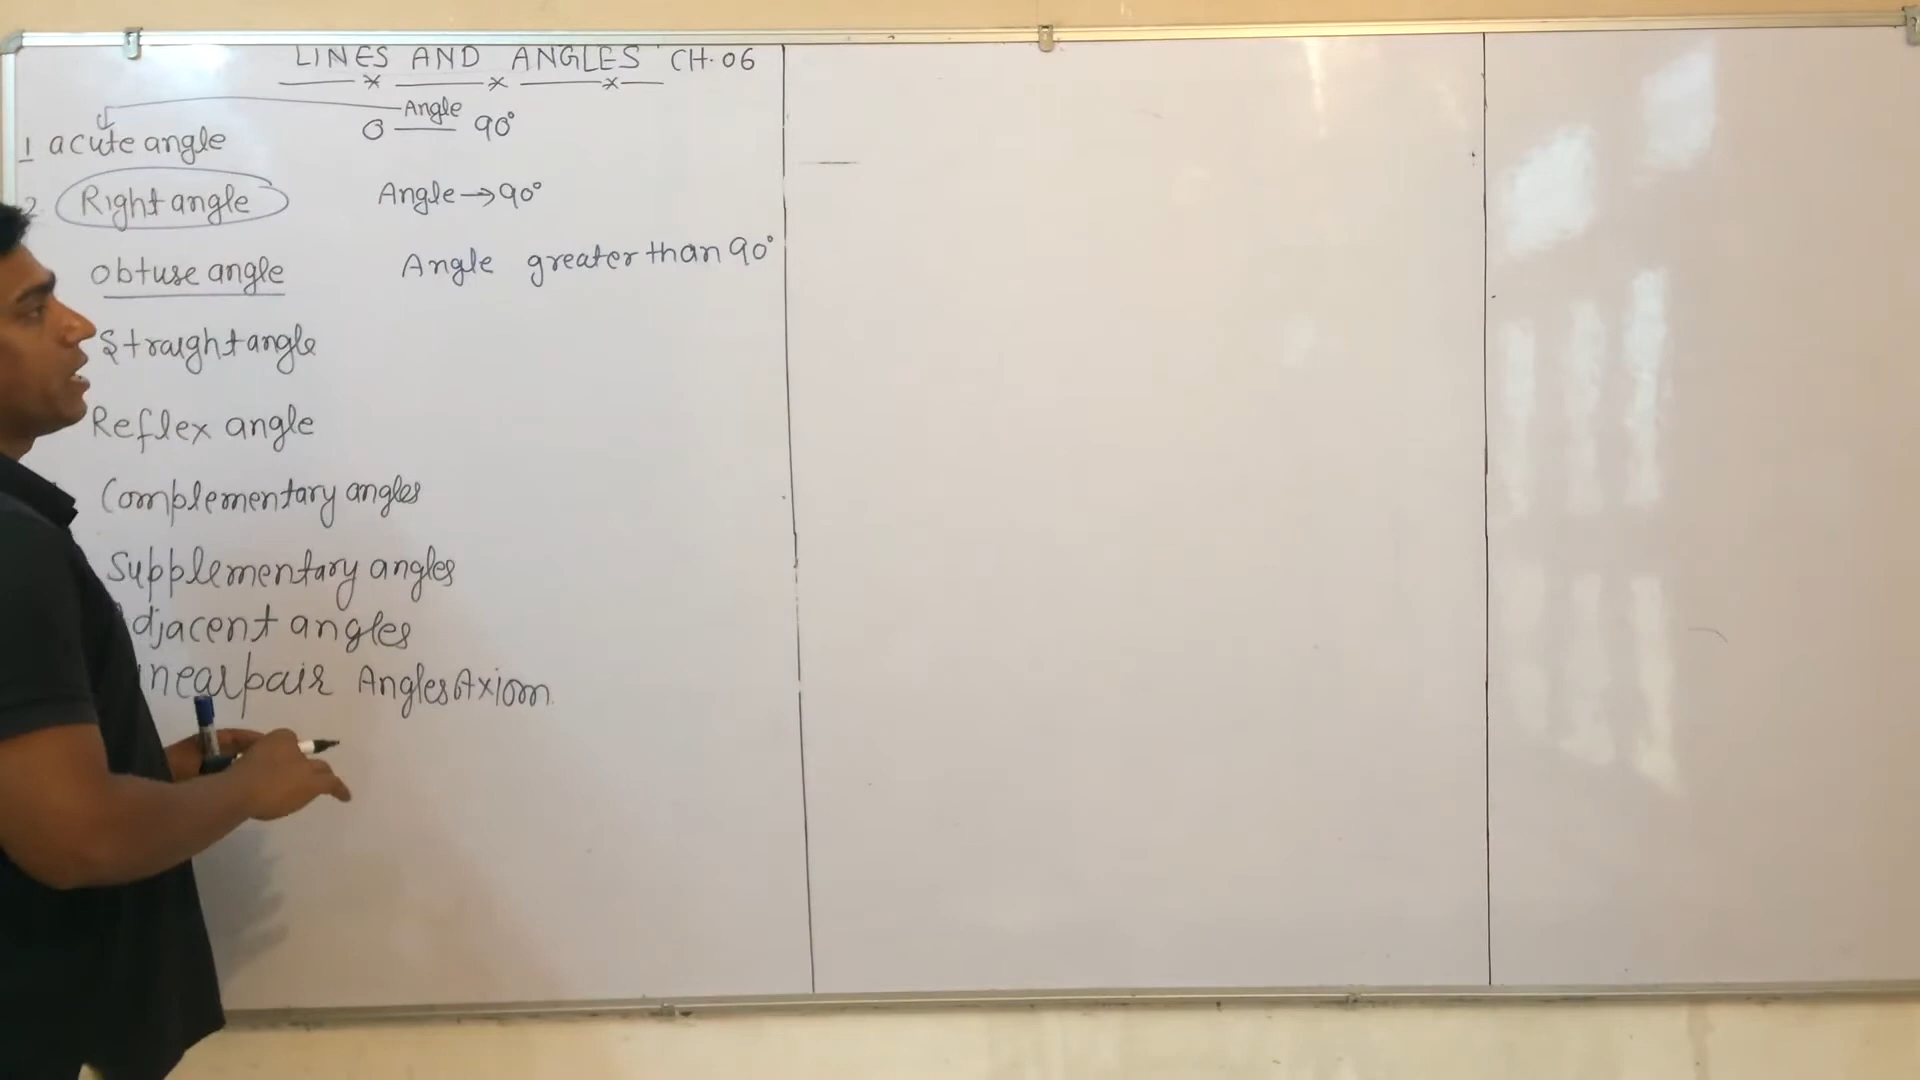 LINES AND ANGLES CH.06
Angle
0 — 90°
1 acute angle
2 Right angle Angle → 90°
obtuse angle Angle greater than 90°
Straight angle
Reflex angle
Complementary angles
Supplementary angles
djacent angles
nearpair Angles Axiom.